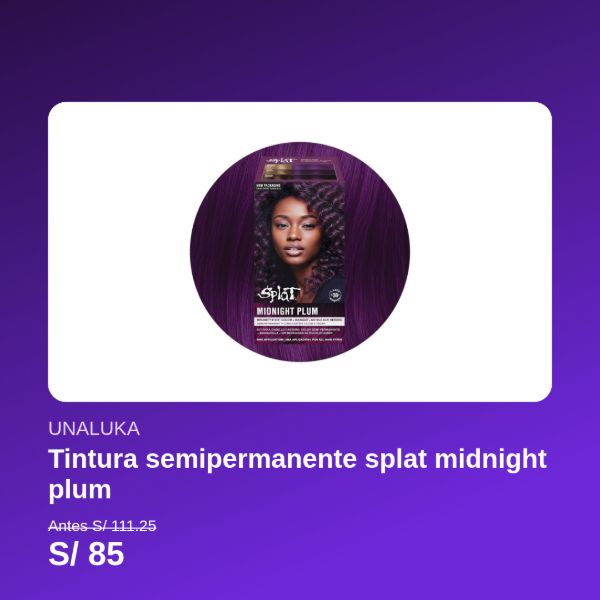 Splat
MIDNIGHT PLUM
UNALUKA
Tintura semipermanente splat midnight
plum
Antes S/ 111.25
S/ 85